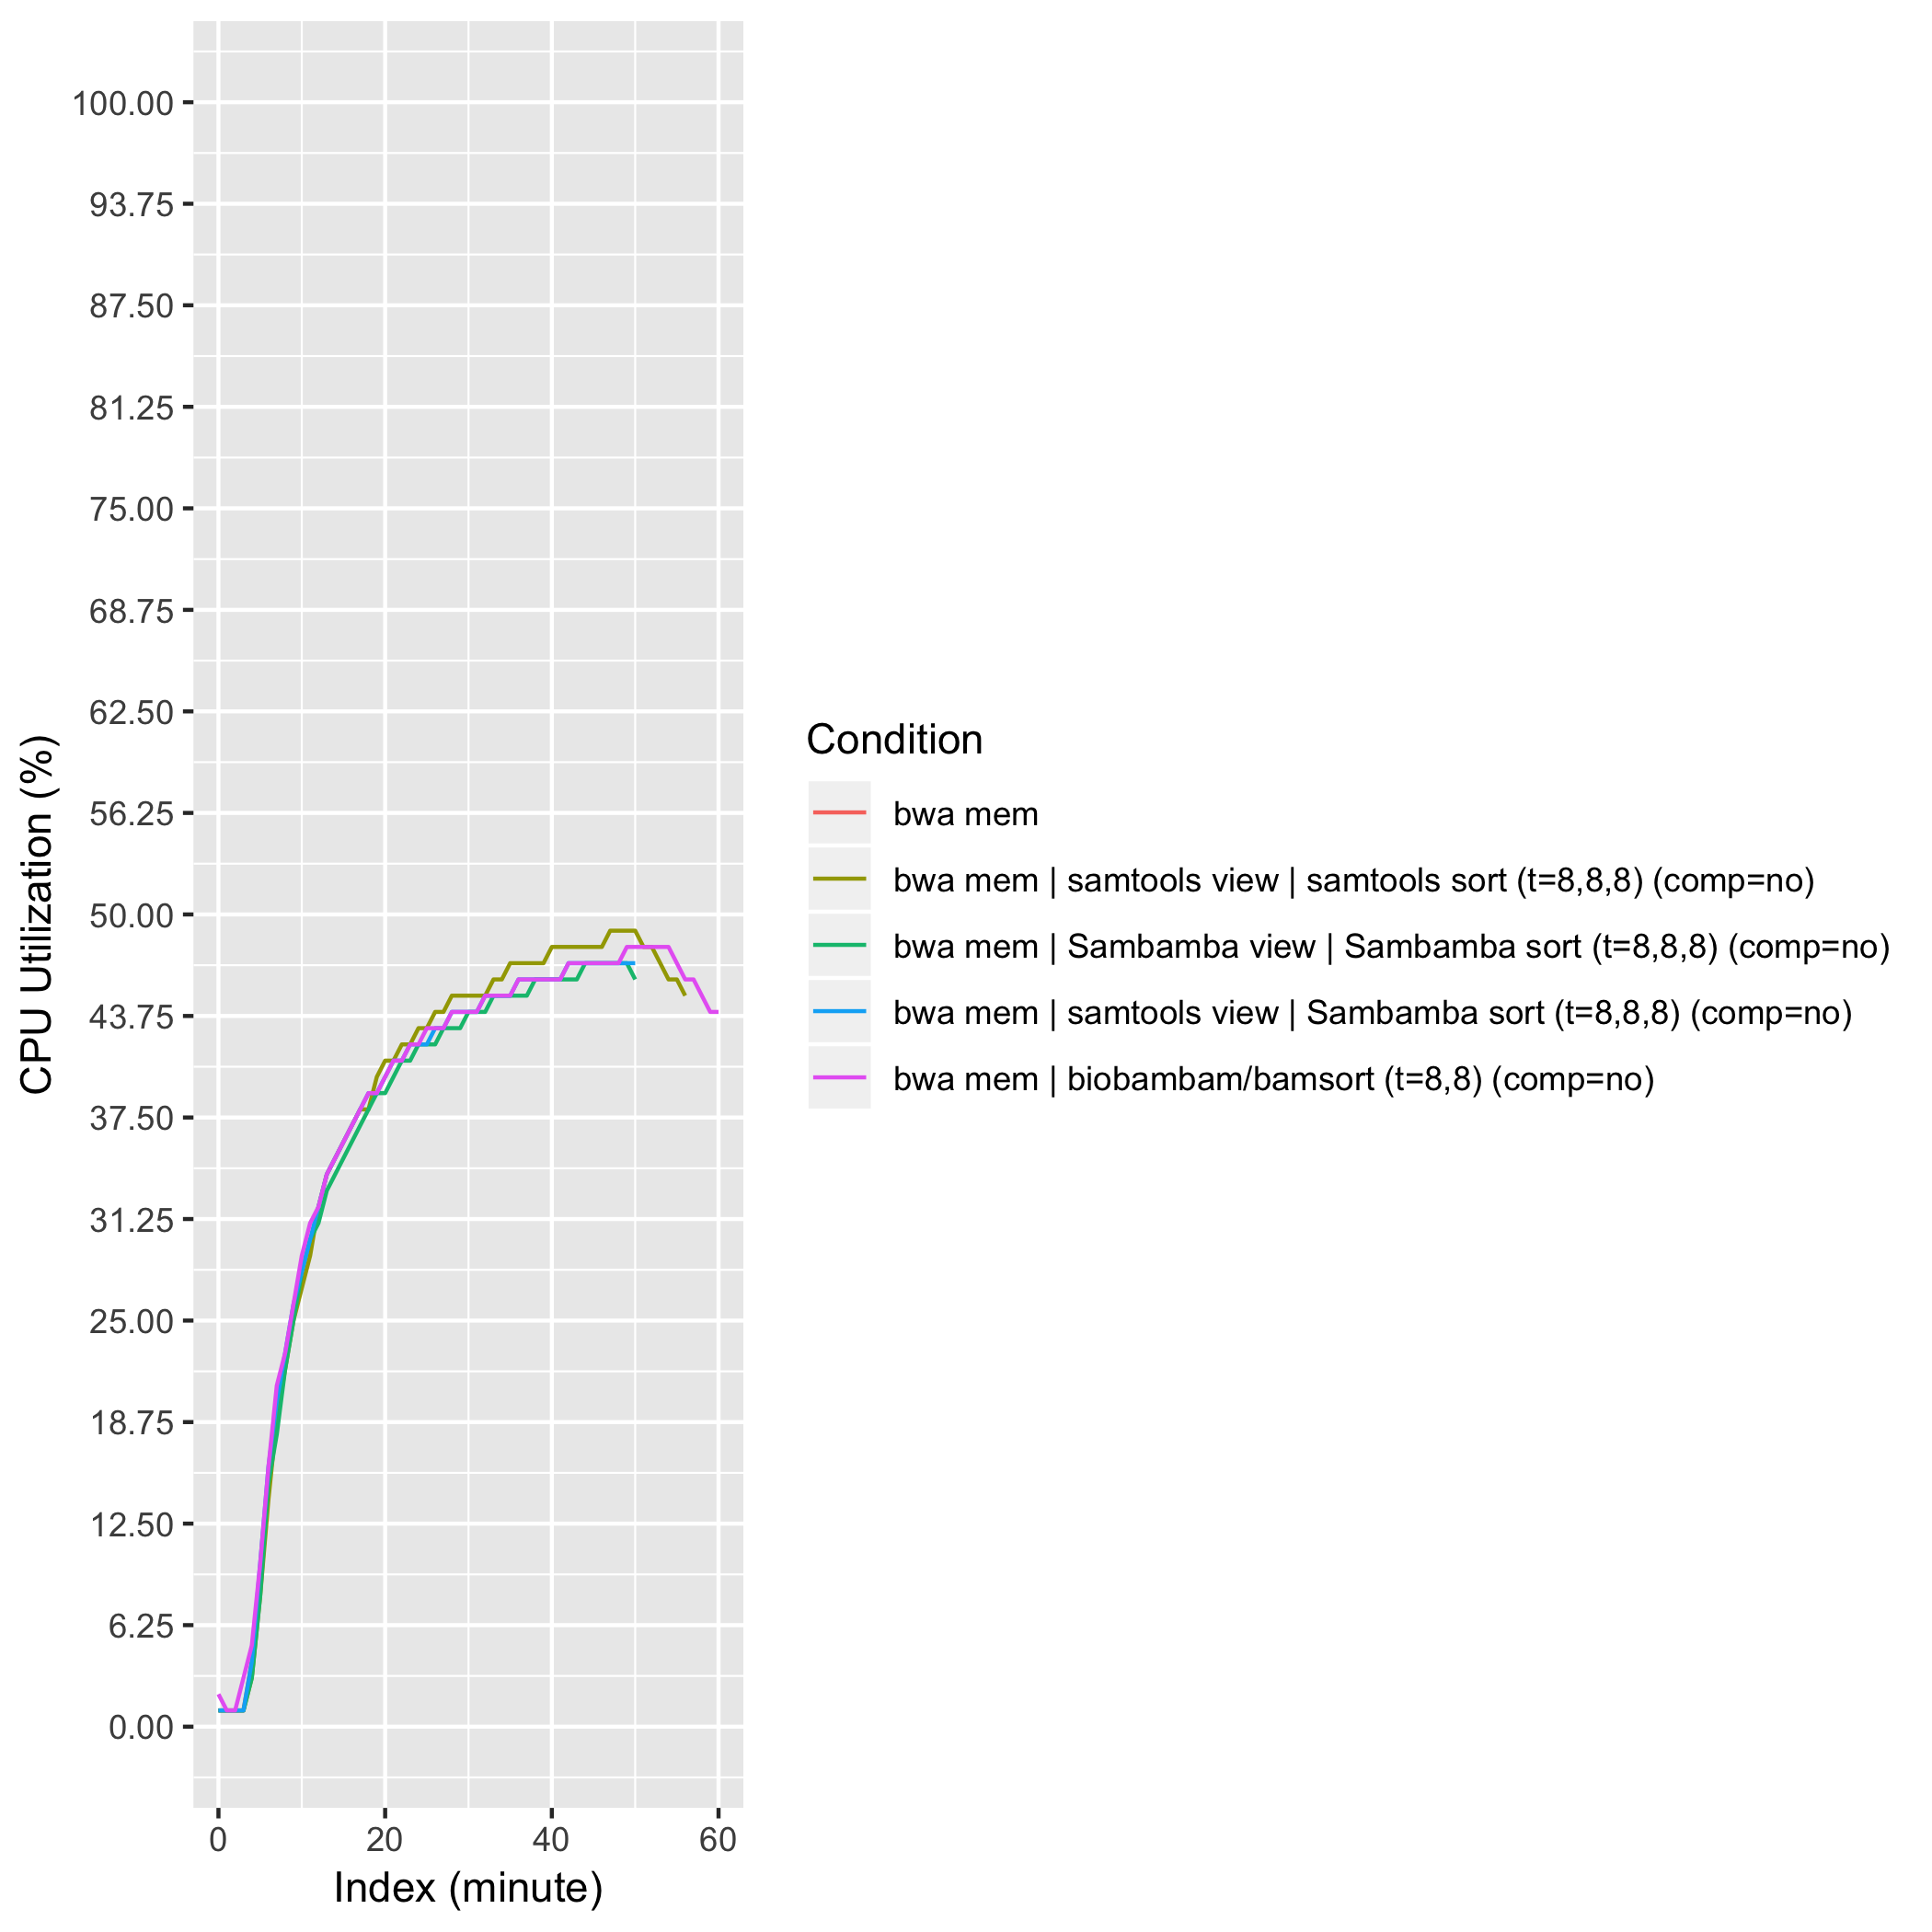 CPU Utilization (%)
100.00
93.75
87.50
81.25
75.00
68.75
62.50
56.25
50.00
43.75
37.50
31.25
25.00
18.75
12.50
6.25
0.00
0 20 40 60
Index (minute)
Condition
bwa mem
bwa mem | samtools view | samtools sort (t=8,8,8) (comp=no)
bwa mem | Sambamba view | Sambamba sort (t=8,8,8) (comp=no)
bwa mem | samtools view | Sambamba sort (t=8,8,8) (comp=no)
bwa mem | biobambam/bamsort (t=8,8) (comp=no)